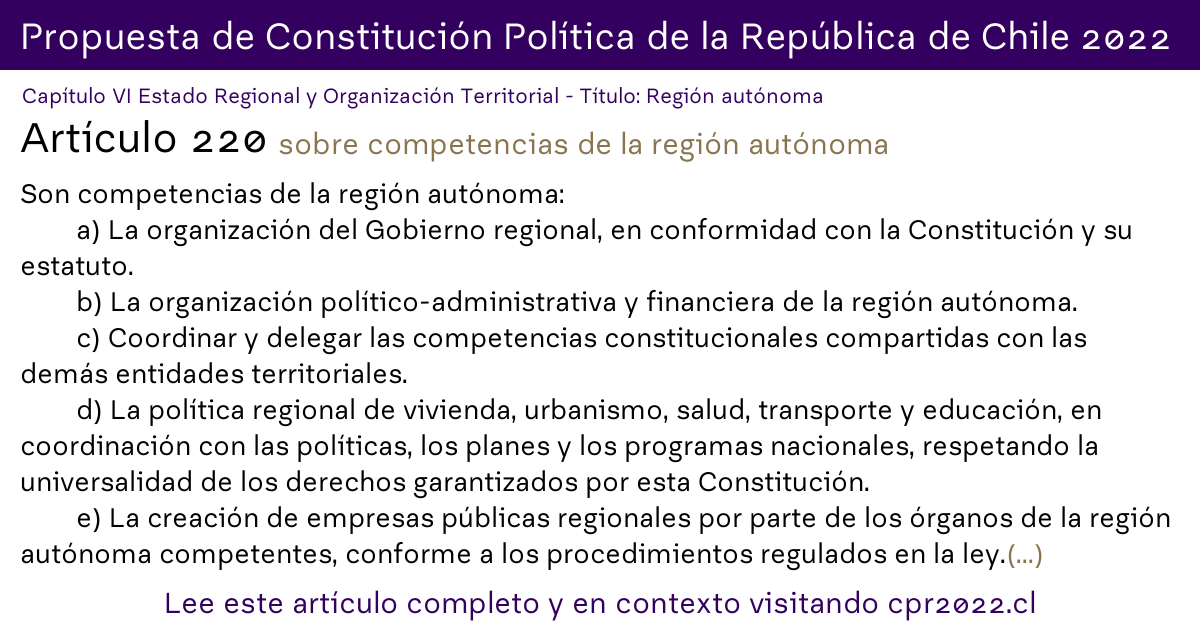 Propuesta de Constitución Política de la República de Chile 2022
Capítulo VI Estado Regional y Organización Territorial - Título: Región autónoma
Artículo 220 sobre competencias de la región autónoma
Son competencias de la región autónoma:
a) La organización del Gobierno regional, en conformidad con la Constitución y su
estatuto.
b) La organización político-administrativa y financiera de la región autónoma.
c) Coordinar y delegar las competencias constitucionales compartidas con las
demás entidades territoriales.
d) La política regional de vivienda, urbanismo, salud, transporte y educación, en
coordinación con las políticas, los planes y los programas nacionales, respetando la
universalidad de los derechos garantizados por esta Constitución.
e) La creación de empresas públicas regionales por parte de los órganos de la región
autónoma competentes, conforme a los procedimientos regulados en la ley.(...)
Lee este artículo completo y en contexto visitando cpr2022.cl